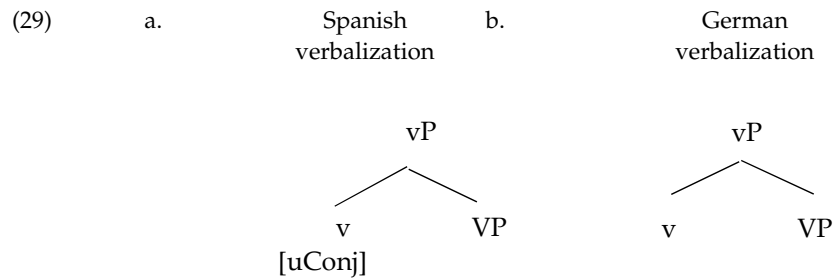 (29) a. Spanish b. German
verbalization verbalization
vP vP
v VP v VP
[uConj]